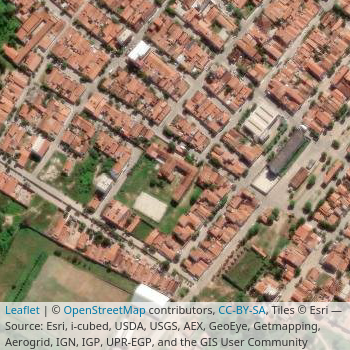 Leaflet | © OpenStreetMap contributors, CC-BY-SA, Tiles © Esri —
Source: Esri, i-cubed, USDA, USGS, AEX, GeoEye, Getmapping,
Aerogrid, IGN, IGP, UPR-EGP, and the GIS User Community